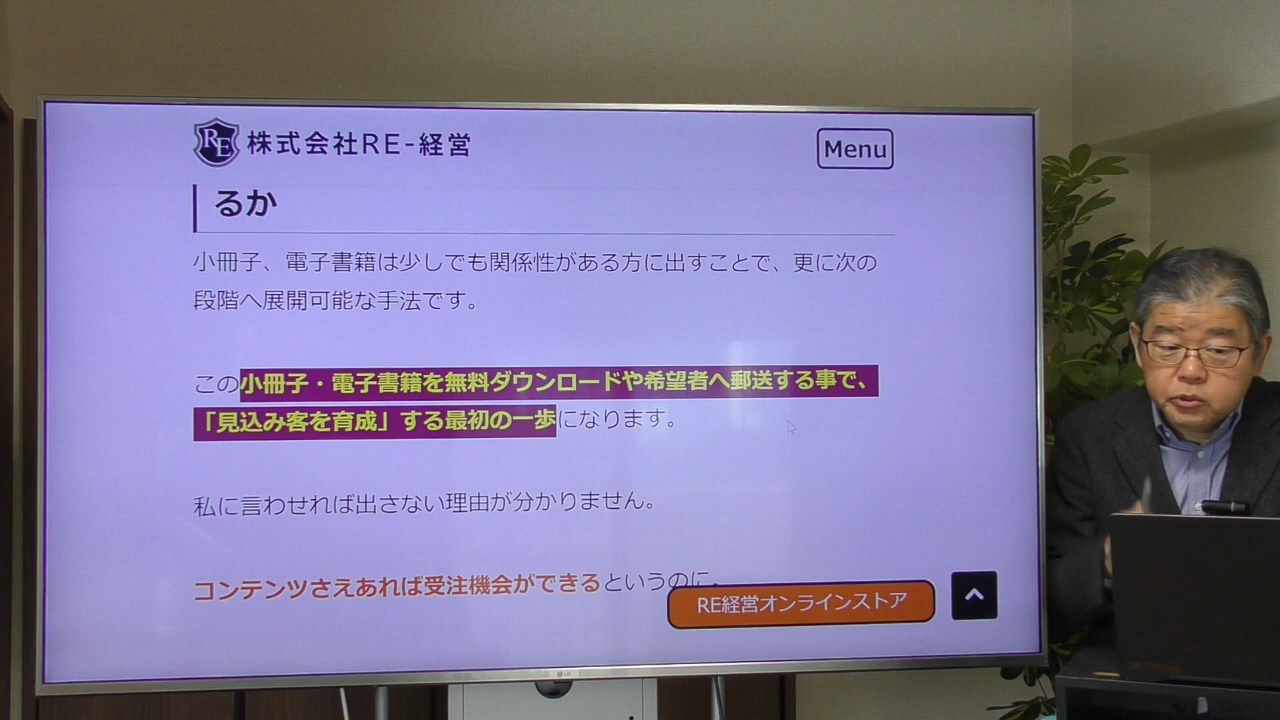 RE 株式会社RE-経営
Menu
るか
小冊子、電子書籍は少しでも関係性がある方に出すことで、更に次の
段階へ展開可能な手法です。
この小冊子・電子書籍を無料ダウンロードや希望者へ郵送する事で、
「見込み客を育成」する最初の一歩になります。
私に言わせれば出さない理由が分かりません。
コンテンツさえあれば受注機会ができるというのに。
RE経営オンラインストア
LG